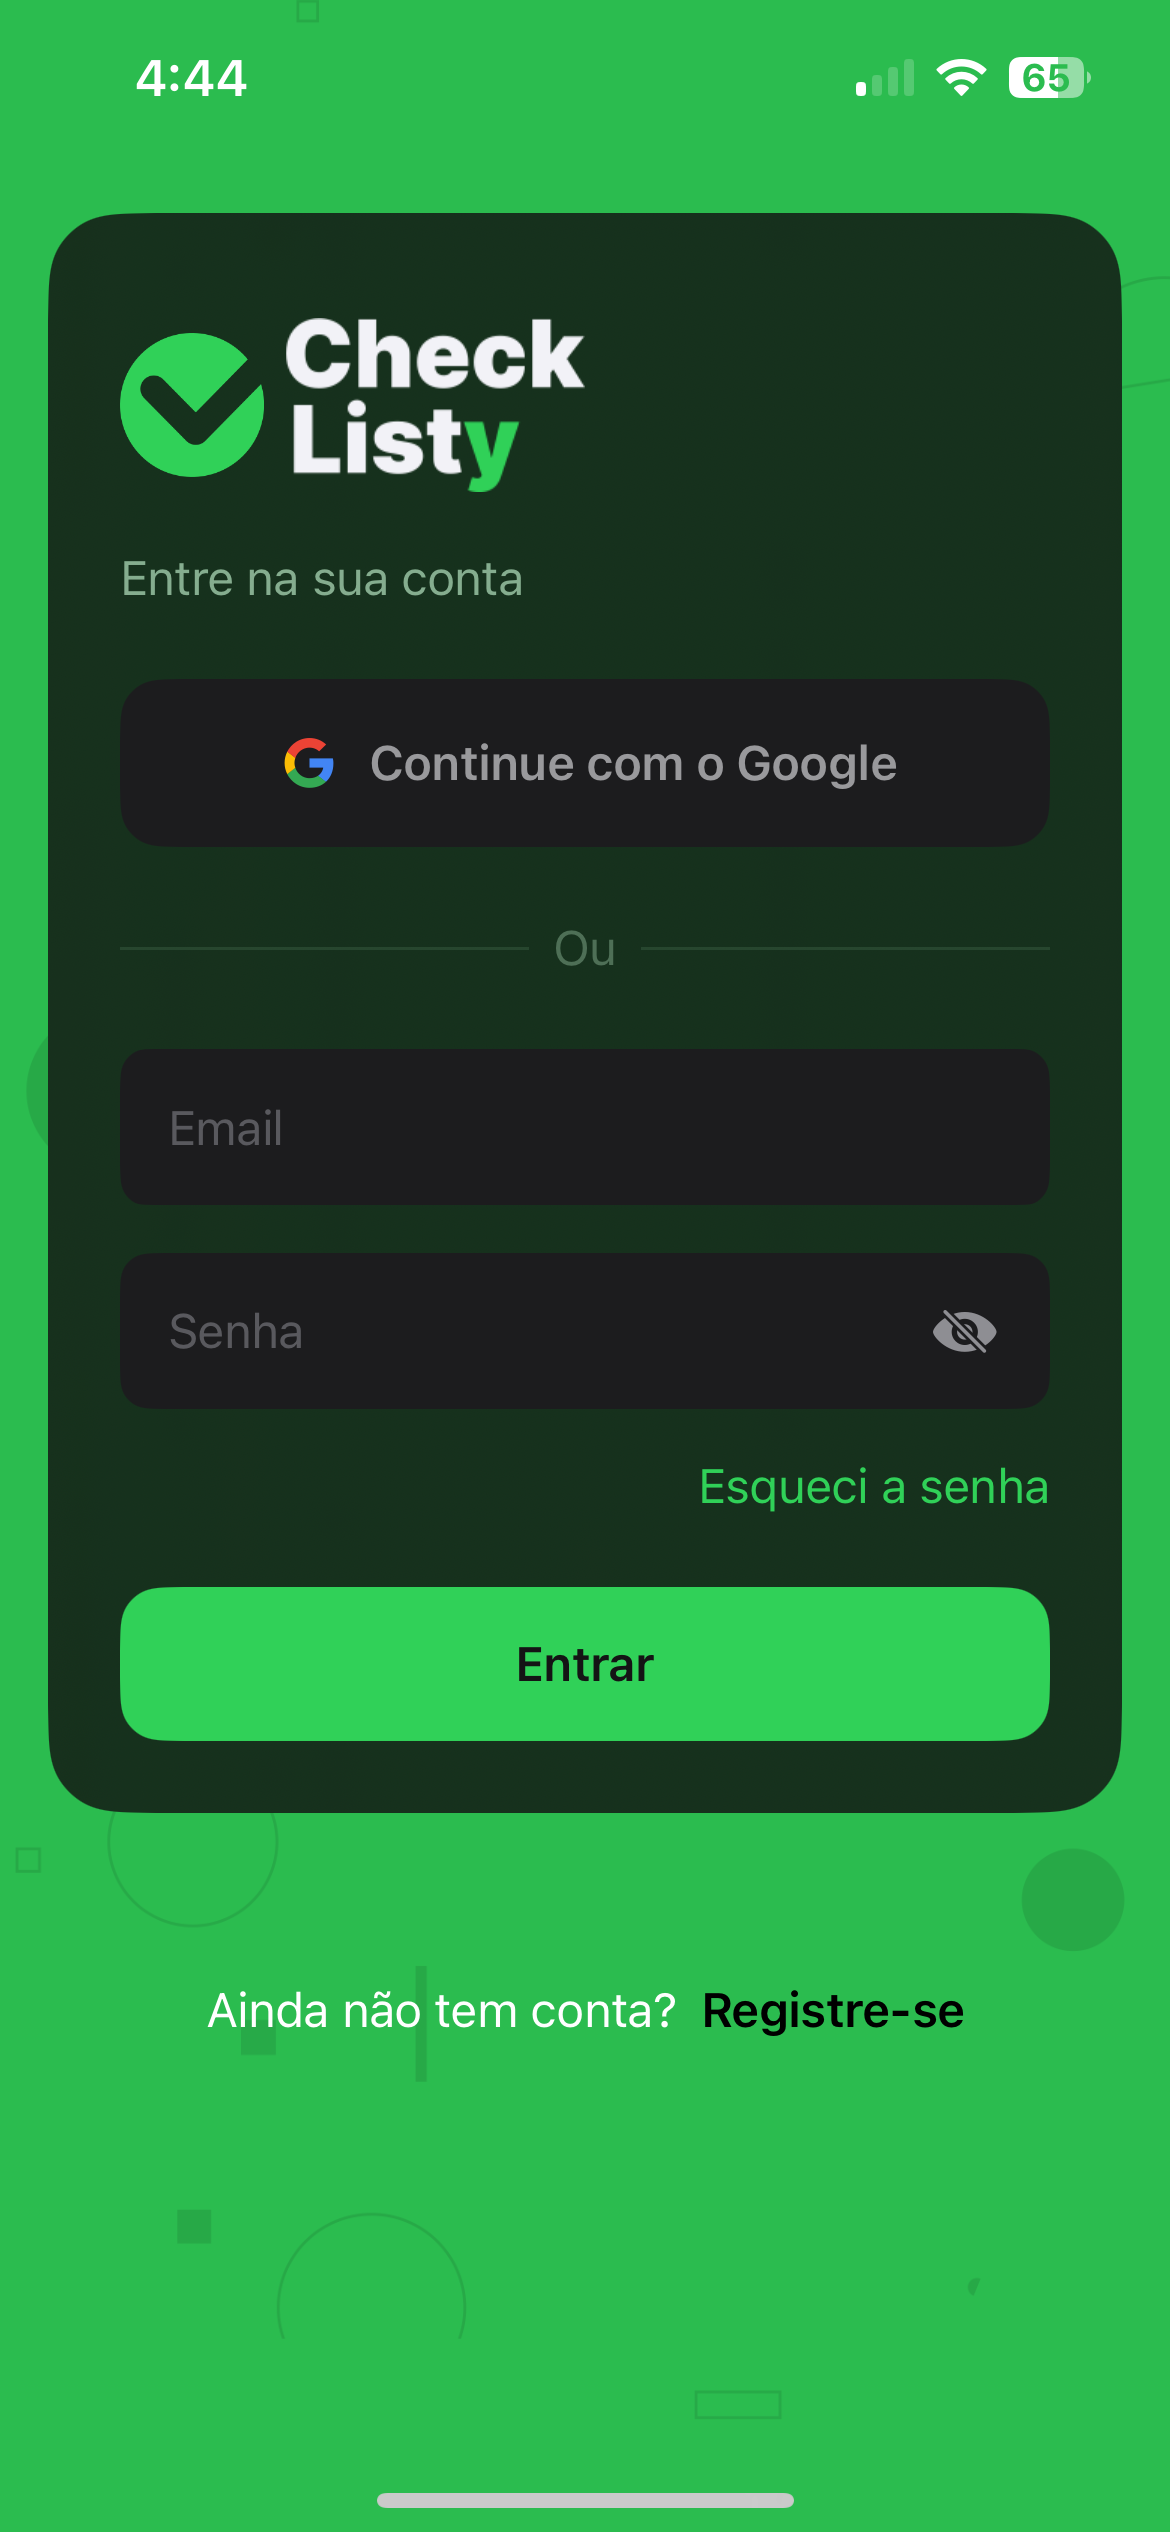 4:44
65
Check
Listy
Entre na sua conta
Continue com o Google
Ou
Email
Senha
Esqueci a senha
Entrar
Ainda não tem conta? Registre-se